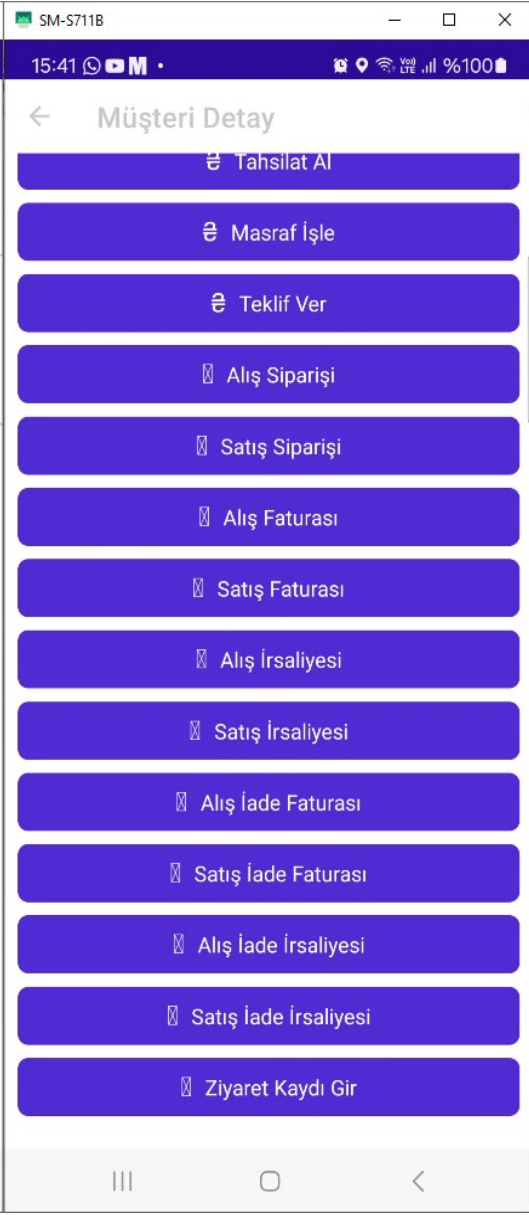 SM-S711B
15:41 %100
Müşteri Detay
₴ Tahsilat Al
₴ Masraf İşle
₴ Teklif Ver
Alış Siparişi
Satış Siparişi
Alış Faturası
Satış Faturası
Alış İrsaliyesi
Satış İrsaliyesi
Alış İade Faturası
Satış İade Faturası
Alış İade İrsaliyesi
Satış İade İrsaliyesi
Ziyaret Kaydı Gir